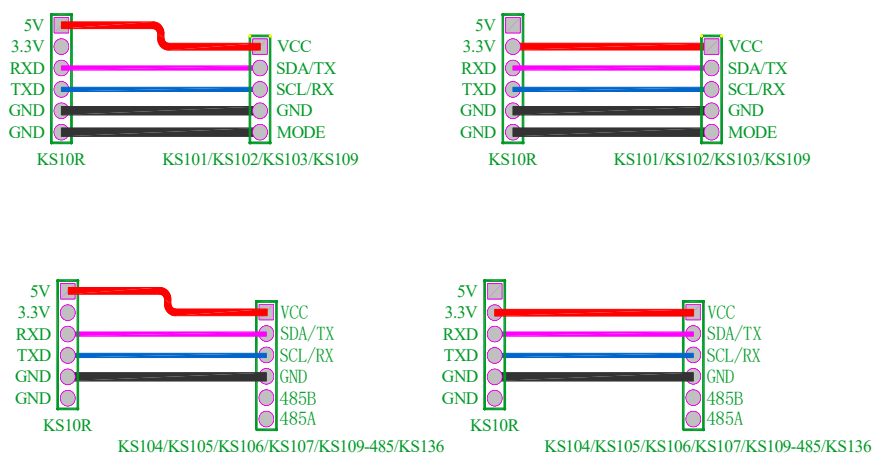 5V
3.3V
RXD
TXD
GND
GND
VCC
SDA/TX
SCL/RX
GND
MODE
KS10R
KS101/KS102/KS103/KS109
5V
3.3V
RXD
TXD
GND
GND
VCC
SDA/TX
SCL/RX
GND
MODE
KS10R
KS101/KS102/KS103/KS109
5V
3.3V
RXD
TXD
GND
GND
VCC
SDA/TX
SCL/RX
GND
485B
485A
KS10R
KS104/KS105/KS106/KS107/KS109-485/KS136
5V
3.3V
RXD
TXD
GND
GND
VCC
SDA/TX
SCL/RX
GND
485B
485A
KS10R
KS104/KS105/KS106/KS107/KS109-485/KS136